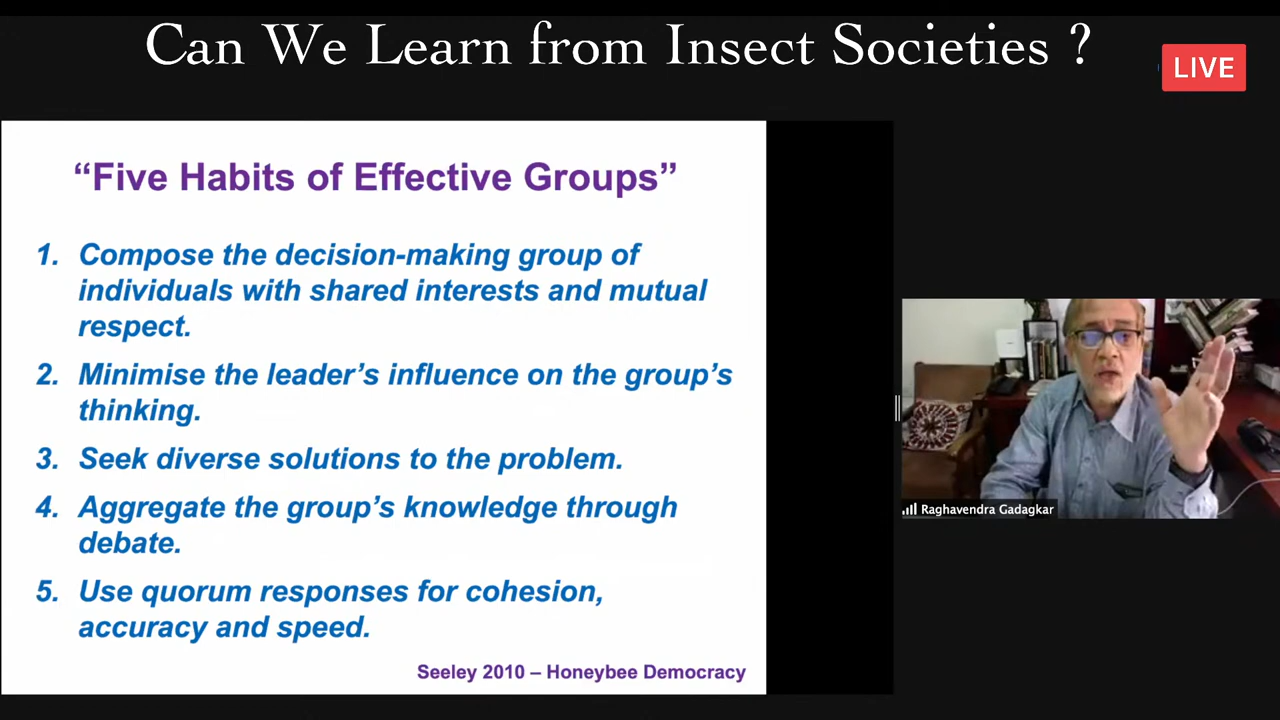 Can We Learn from Insect Societies ?
LIVE
“Five Habits of Effective Groups”
1. Compose the decision-making group of
individuals with shared interests and mutual
respect.
2. Minimise the leader’s influence on the group’s
thinking.
3. Seek diverse solutions to the problem.
4. Aggregate the group’s knowledge through
debate.
5. Use quorum responses for cohesion,
accuracy and speed.
Seeley 2010 – Honeybee Democracy
Raghavendra Gadagkar